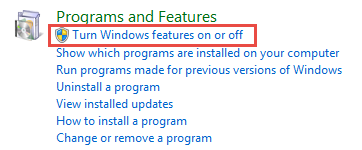 Programs and Features
Turn Windows features on or off
Show which programs are installed on your computer
Run programs made for previous versions of Windows
Uninstall a program
View installed updates
How to install a program
Change or remove a program